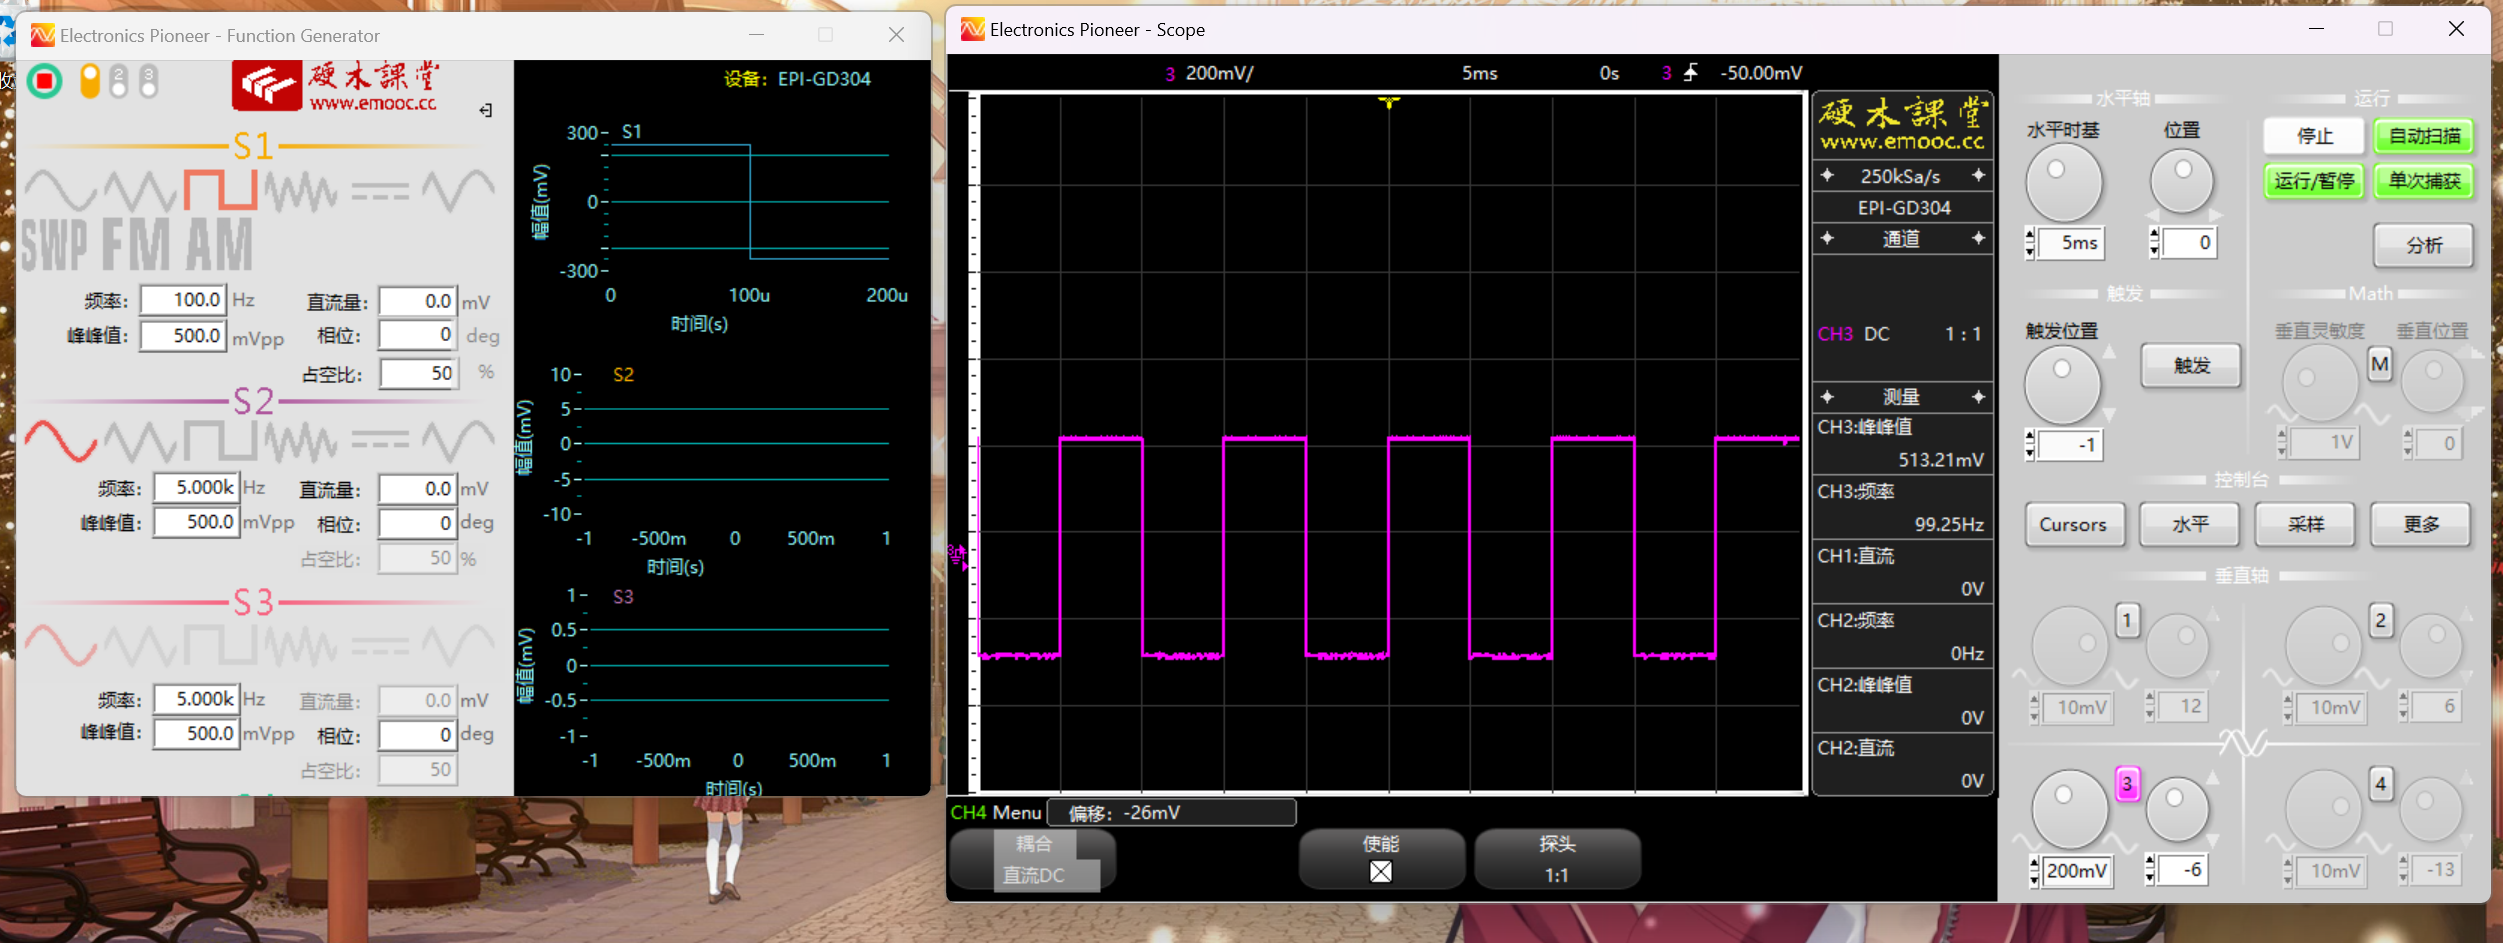 收
Electronics Pioneer - Function Generator
2
3
硬木課堂
www.emooc.cc
S1
SWP FM AM
频率: 100.0 Hz 直流量: 0.0 mV
峰峰值: 500.0 mVpp 相位: 0 deg
占空比: 50 %
S2
频率: 5.000k Hz 直流量: 0.0 mV
峰峰值: 500.0 mVpp 相位: 0 deg
占空比: 50 %
S3
频率: 5.000k Hz 直流量: 0.0 mV
峰峰值: 500.0 mVpp 相位: 0 deg
占空比: 50
设备: EPI-GD304
S1
幅值(mV)
300
0
-300
0 100u 200u
时间(s)
S2
幅值(mV)
10
5
0
-5
-10
-1 -500m 0 500m 1
时间(s)
S3
幅值(mV)
1
0.5
0
-0.5
-1
-1 -500m 0 500m 1
时间(s)
Electronics Pioneer - Scope
3 200mV/ 5ms 0s 3 -50.00mV
3
硬木課堂
www.emooc.cc
250kSa/s
EPI-GD304
通道
CH3 DC 1 : 1
测量
CH3:峰峰值
513.21mV
CH3:频率
99.25Hz
CH1:直流
0V
CH2:频率
0Hz
CH2:峰峰值
0V
CH2:直流
0V
CH4 Menu 偏移: -26mV
耦合
直流DC
使能
探头
1:1
水平轴
水平时基 位置
5ms 0
运行
停止 自动扫描
运行/暂停 单次捕获
分析
触发
触发位置
触发
-1
Math
垂直灵敏度 垂直位置
M
1V 0
控制台
Cursors 水平 采样 更多
垂直轴
1 2
10mV 12 10mV 6
3 4
200mV -6 10mV -13